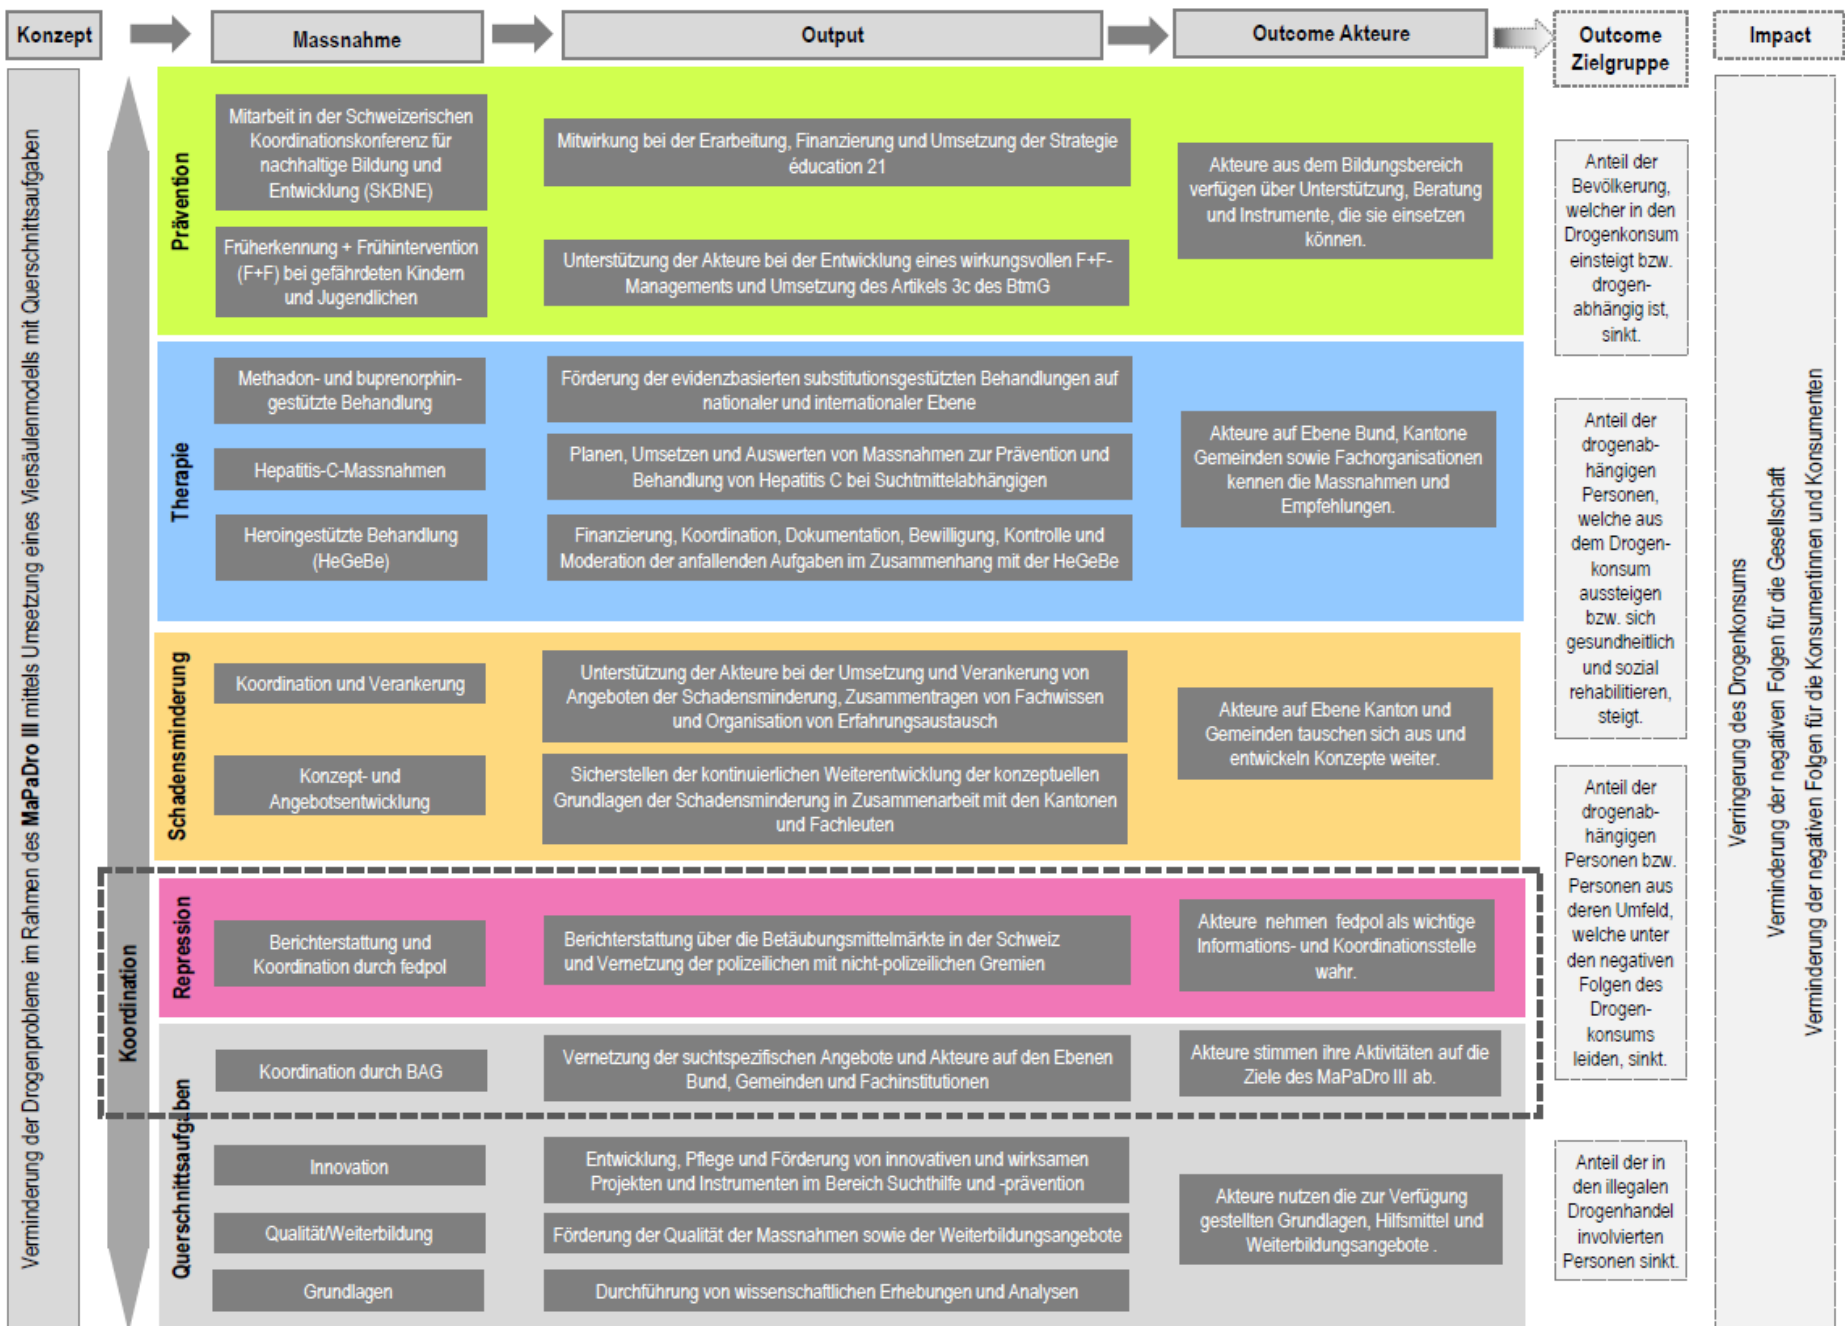 Konzept
Massnahme
Output
Outcome Akteure
Outcome
Zielgruppe
Impact
Verminderung der Drogenprobleme im Rahmen des MaPaDro III mittels Umsetzung eines Viersäulenmodells mit Querschnittsaufgaben
Koordination
Prävention
Mitarbeit in der Schweizerischen
Koordinationskonferenz für
nachhaltige Bildung und
Entwicklung (SKBNE)
Mitwirkung bei der Erarbeitung, Finanzierung und Umsetzung der Strategie
éducation 21
Früherkennung + Frühintervention
(F+F) bei gefährdeten Kindern
und Jugendlichen
Unterstützung der Akteure bei der Entwicklung eines wirkungsvollen F+F-
Managements und Umsetzung des Artikels 3c des BtmG
Akteure aus dem Bildungsbereich
verfügen über Unterstützung, Beratung
und Instrumente, die sie einsetzen
können.
Therapie
Methadon- und buprenorphin-
gestützte Behandlung
Förderung der evidenzbasierten substitutionsgestützten Behandlungen auf
nationaler und internationaler Ebene
Hepatitis-C-Massnahmen
Planen, Umsetzen und Auswerten von Massnahmen zur Prävention und
Behandlung von Hepatitis C bei Suchtmittelabhängigen
Heroingestützte Behandlung
(HeGeBe)
Finanzierung, Koordination, Dokumentation, Bewilligung, Kontrolle und
Moderation der anfallenden Aufgaben im Zusammenhang mit der HeGeBe
Akteure auf Ebene Bund, Kantone
Gemeinden sowie Fachorganisationen
kennen die Massnahmen und
Empfehlungen.
Schadensminderung
Koordination und Verankerung
Unterstützung der Akteure bei der Umsetzung und Verankerung von
Angeboten der Schadensminderung, Zusammentragen von Fachwissen
und Organisation von Erfahrungsaustausch
Konzept- und
Angebotsentwicklung
Sicherstellen der kontinuierlichen Weiterentwicklung der konzeptuellen
Grundlagen der Schadensminderung in Zusammenarbeit mit den Kantonen
und Fachleuten
Akteure auf Ebene Kanton und
Gemeinden tauschen sich aus und
entwickeln Konzepte weiter.
Repression
Berichterstattung und
Koordination durch fedpol
Berichterstattung über die Betäubungsmittelmärkte in der Schweiz
und Vernetzung der polizeilichen mit nicht-polizeilichen Gremien
Akteure nehmen fedpol als wichtige
Informations- und Koordinationsstelle
wahr.
Querschnittsaufgaben
Koordination durch BAG
Vernetzung der suchtspezifischen Angebote und Akteure auf den Ebenen
Bund, Gemeinden und Fachinstitutionen
Akteure stimmen ihre Aktivitäten auf die
Ziele des MaPaDro III ab.
Innovation
Entwicklung, Pflege und Förderung von innovativen und wirksamen
Projekten und Instrumenten im Bereich Suchthilfe und -prävention
Qualität/Weiterbildung
Förderung der Qualität der Massnahmen sowie der Weiterbildungsangebote
Grundlagen
Durchführung von wissenschaftlichen Erhebungen und Analysen
Akteure nutzen die zur Verfügung
gestellten Grundlagen, Hilfsmittel und
Weiterbildungsangebote .
Anteil der
Bevölkerung,
welcher in den
Drogenkonsum
einsteigt bzw.
drogen-
abhängig ist,
sinkt.
Anteil der
drogenab-
hängigen
Personen,
welche aus
dem Drogen-
konsum
aussteigen
bzw. sich
gesundheitlich
und sozial
rehabilitieren,
steigt.
Anteil der
drogenab-
hängigen
Personen bzw.
Personen aus
deren Umfeld,
welche unter
den negativen
Folgen des
Drogen-
konsums
leiden, sinkt.
Anteil der in
den illegalen
Drogenhandel
involvierten
Personen sinkt.
Verringerung des Drogenkonsums
Verminderung der negativen Folgen für die Gesellschaft
Verminderung der negativen Folgen für die Konsumentinnen und Konsumenten